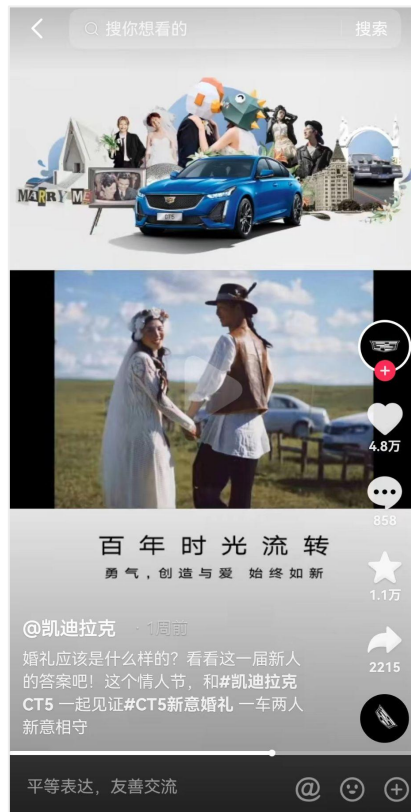 搜你想看的
搜索
MARRY ME
CT5
4.8万
858
百年时光流转
勇气，创造与爱 始终如新
1.1万
@凯迪拉克 · 1周前
婚礼应该是什么样的？看看这一届新人
的答案吧！这个情人节，和#凯迪拉克
CT5 一起见证#CT5新意婚礼 一车两人
新意相守
2215
平等表达，友善交流